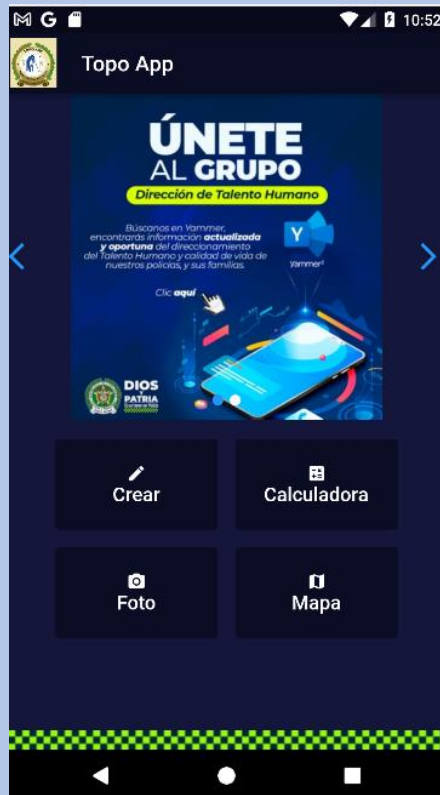 10:52
Topo App
ÚNETE
AL GRUPO
Dirección de Talento Humano
Búscanos en Yammer,
encontrarás información actualizada
y oportuna del direccionamiento
del Talento Humano y calidad de vida de
nuestros policías, y sus familias.
Yammer
Clic aquí
DIOS
Y
PATRIA
Crear
Calculadora
Foto
Mapa